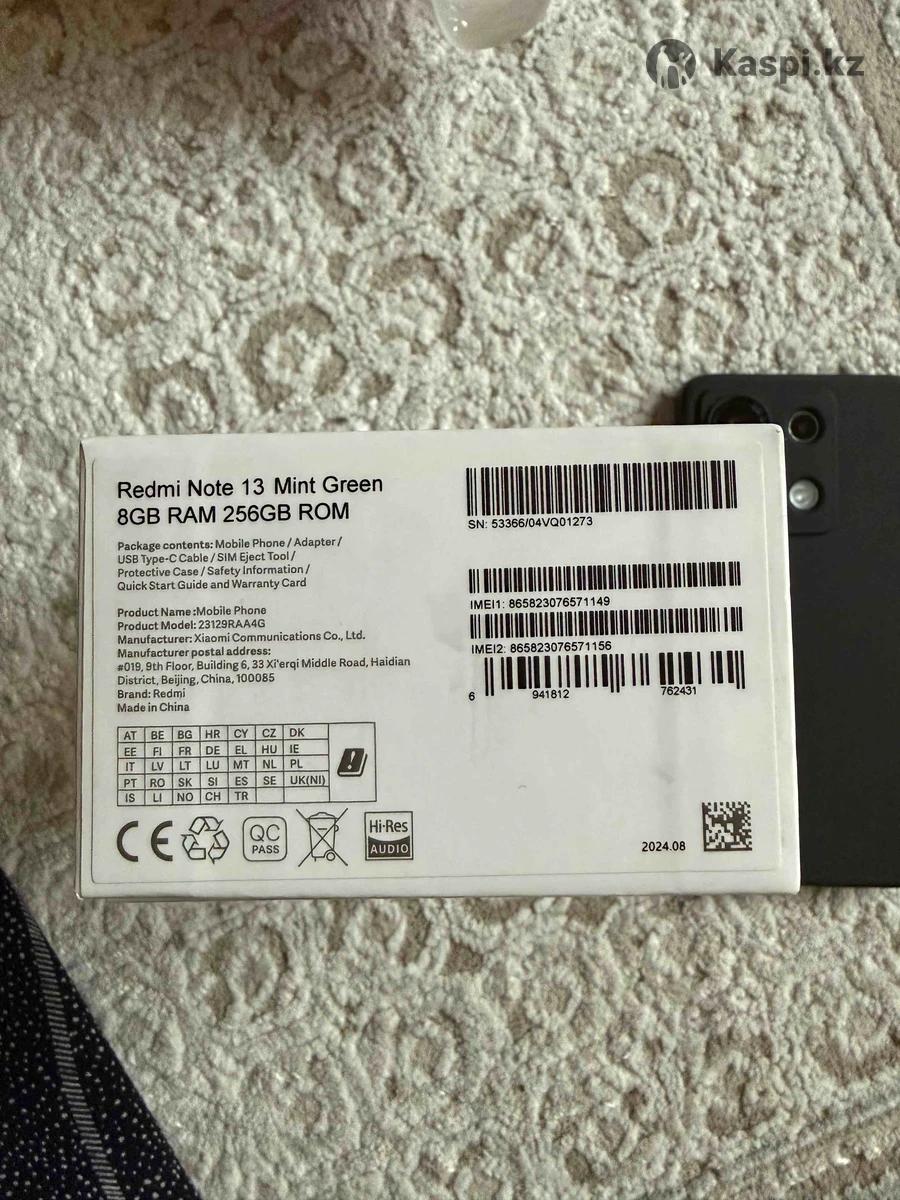 Kaspi.kz
Redmi Note 13 Mint Green
8GB RAM 256GB ROM
Package contents: Mobile Phone / Adapter /
USB Type-C Cable / SIM Eject Tool /
Protective Case / Safety Information /
Quick Start Guide and Warranty Card
Product Name :Mobile Phone
Product Model: 23129RAA4G
Manufacturer: Xiaomi Communications Co., Ltd.
Manufacturer postal address:
#019, 9th Floor, Building 6, 33 Xi'erqi Middle Road, Haidian
District, Beijing, China, 100085
Brand: Redmi
Made in China
AT BE BG HR CY CZ DK
EE FI FR DE EL HU IE
IT LV LT LU MT NL PL
PT RO SK SI ES SE UK(NI)
IS LI NO CH TR
CE
QC
PASS
Hi-Res
AUDIO
SN: 53366/04VQ01273
IMEI1: 865823076571149
IMEI2: 865823076571156
6 941812 762431
2024.08